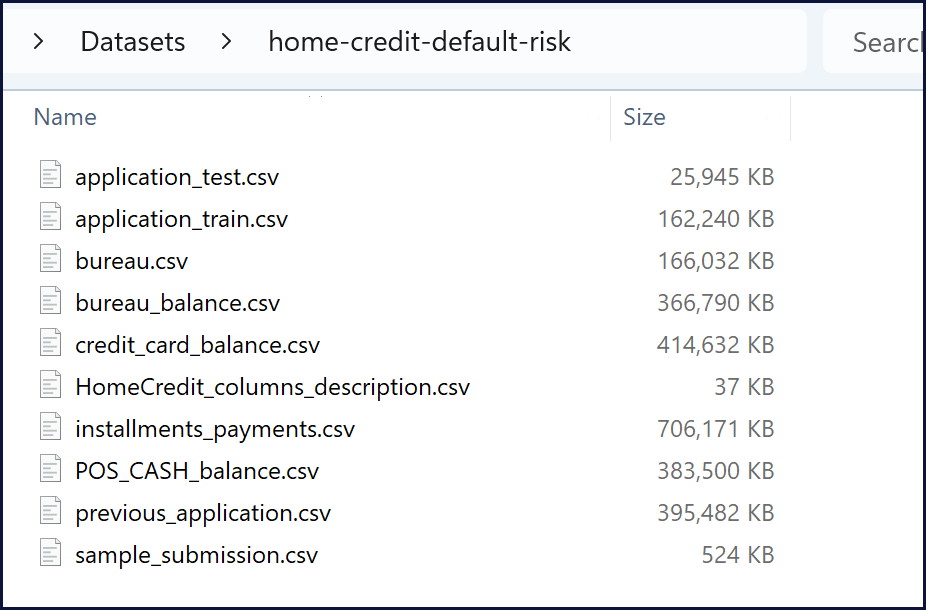 > Datasets > home-credit-default-risk Searc
Name Size
application_test.csv 25,945 KB
application_train.csv 162,240 KB
bureau.csv 166,032 KB
bureau_balance.csv 366,790 KB
credit_card_balance.csv 414,632 KB
HomeCredit_columns_description.csv 37 KB
installments_payments.csv 706,171 KB
POS_CASH_balance.csv 383,500 KB
previous_application.csv 395,482 KB
sample_submission.csv 524 KB